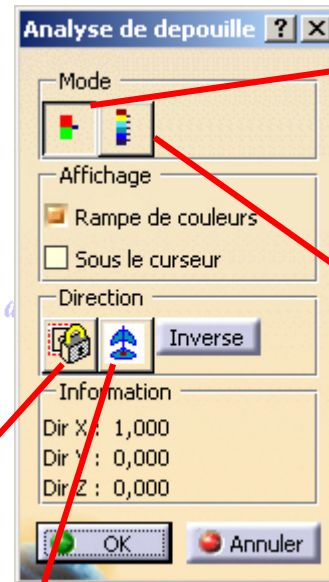 Analyse de depouille ? X
Mode
Affichage
Rampe de couleurs
Sous le curseur
Direction
Inverse
Information
Dir X : 1,000
Dir Y : 0,000
Dir Z : 0,000
OK Annuler